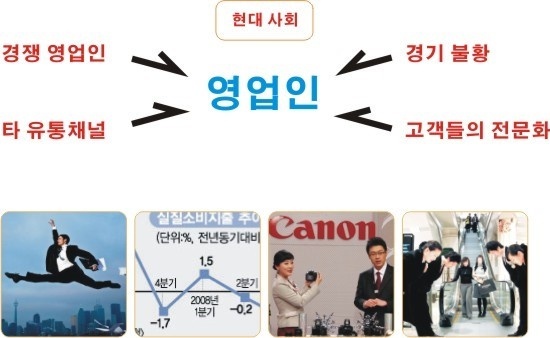 현대 사회
경쟁 영업인
경기 불황
영업인
타 유통채널
고객들의 전문화
실질소비지출 추이
(단위:%, 전년동기대비
1.5
4분기
2분기
2008년
1분기
-1.7
-0.2
Canon